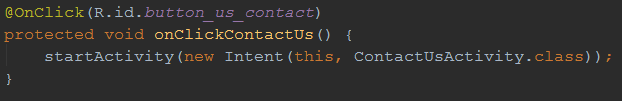 @OnClick(R.id.button_us_contact)
protected void onClickContactUs() {
    startActivity(new Intent(this, ContactUsActivity.class));
}